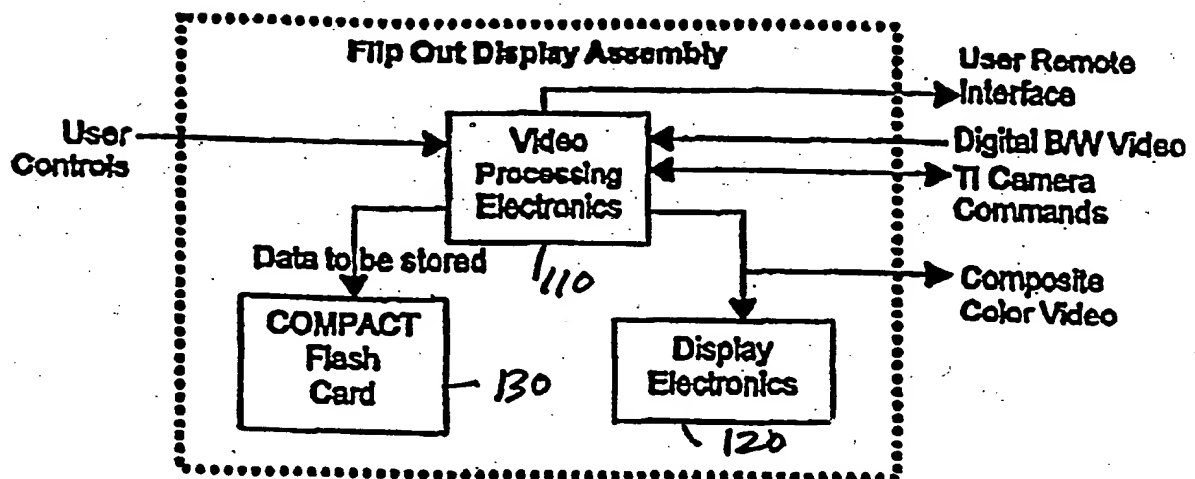 Flip Out Display Assembly
User Remote
Interface
User
Controls
Video
Processing
Electronics
Digital B/W Video
TI Camera
Commands
Data to be stored
110
Composite
Color Video
COMPACT
Flash
Card
130
Display
Electronics
120